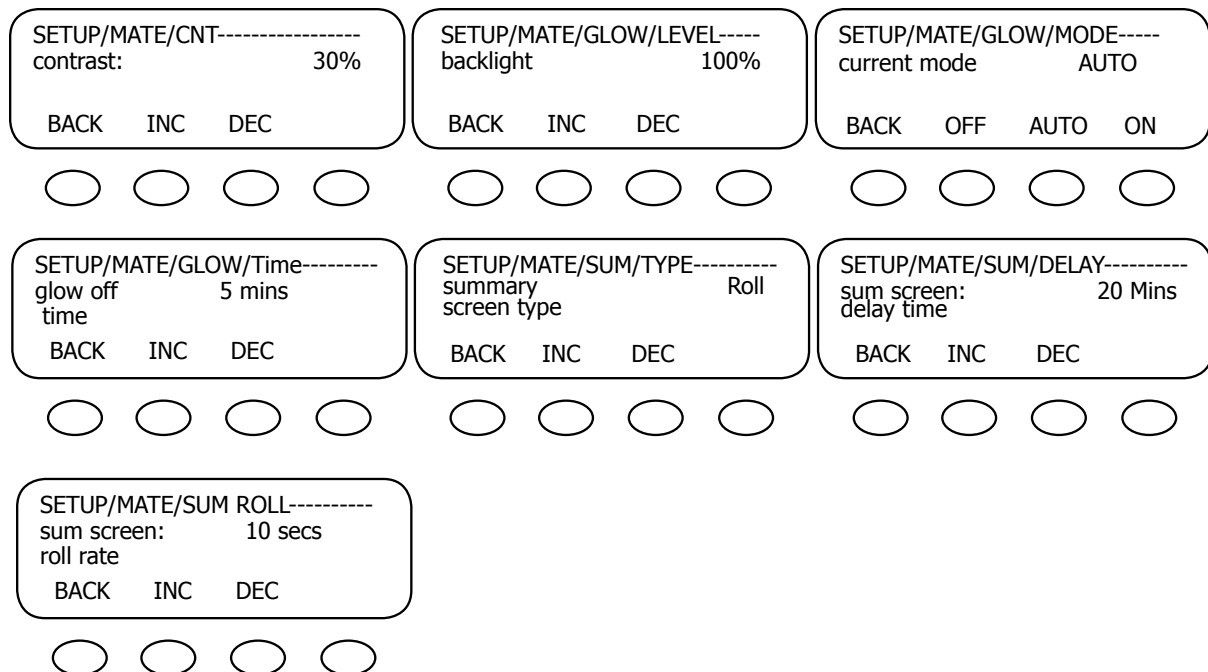 SETUP/MATE/CNT-----------------
contrast: 30%
BACK INC DEC
SETUP/MATE/GLOW/LEVEL-----
backlight 100%
BACK INC DEC
SETUP/MATE/GLOW/MODE-----
current mode AUTO
BACK OFF AUTO ON
SETUP/MATE/GLOW/Time---------
glow off 5 mins
time
BACK INC DEC
SETUP/MATE/SUM/TYPE----------
summary Roll
screen type
BACK INC DEC
SETUP/MATE/SUM/DELAY----------
sum screen: 20 Mins
delay time
BACK INC DEC
SETUP/MATE/SUM ROLL----------
sum screen: 10 secs
roll rate
BACK INC DEC